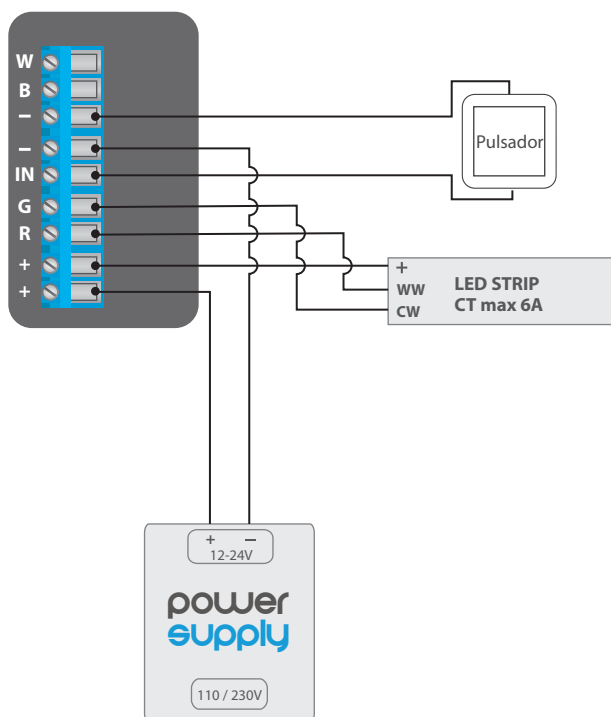 W
B
–
–
IN
G
R
+
+
Pulsador
+
WW
CW
LED STRIP
CT max 6A
+ –
12-24V
power
supply
110 / 230V